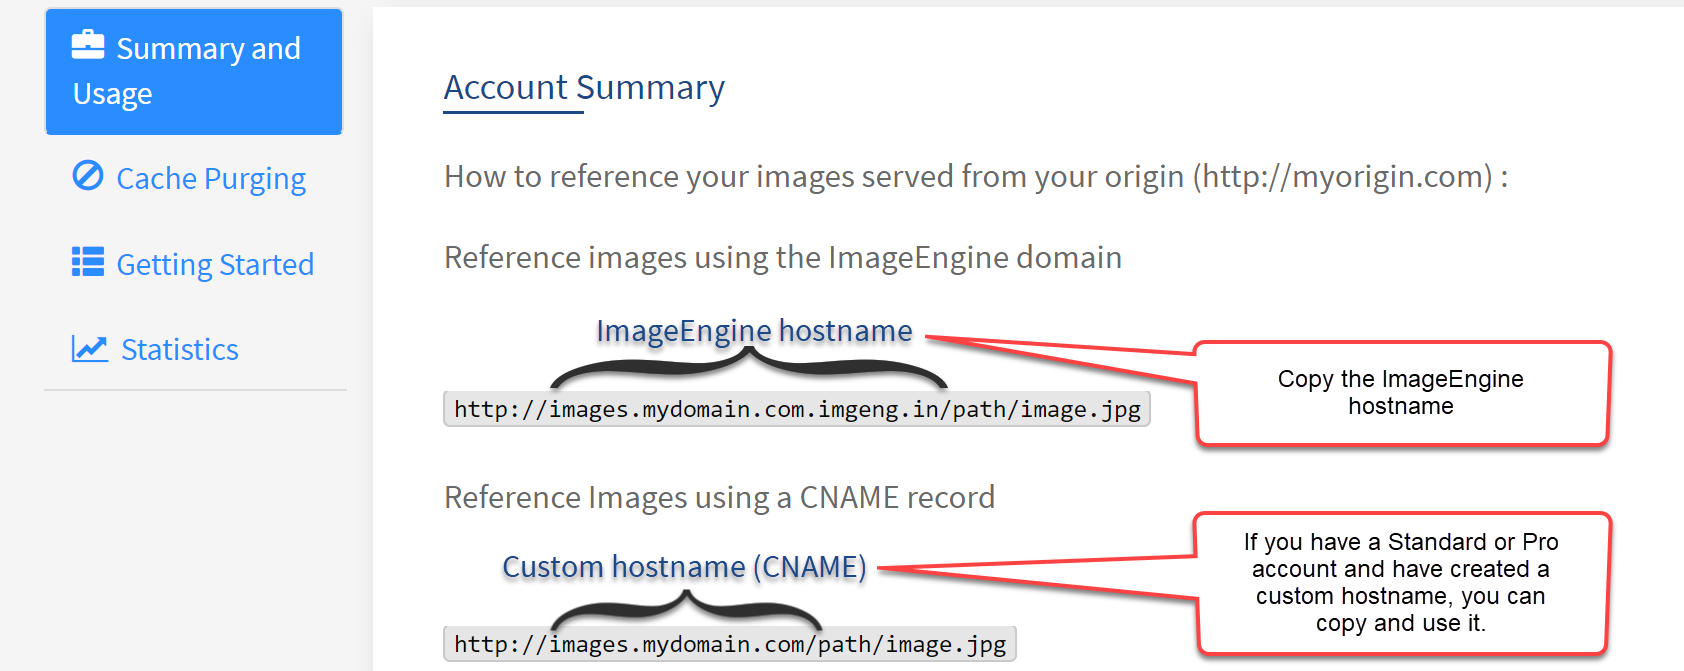 Summary and
Usage
Cache Purging
Getting Started
Statistics
Account Summary
How to reference your images served from your origin (http://myorigin.com) :
Reference images using the ImageEngine domain
ImageEngine hostname
http://images.mydomain.com.imgeng.in/path/image.jpg
Copy the ImageEngine
hostname
Reference Images using a CNAME record
Custom hostname (CNAME)
http://images.mydomain.com/path/image.jpg
If you have a Standard or Pro
account and have created a
custom hostname, you can
copy and use it.